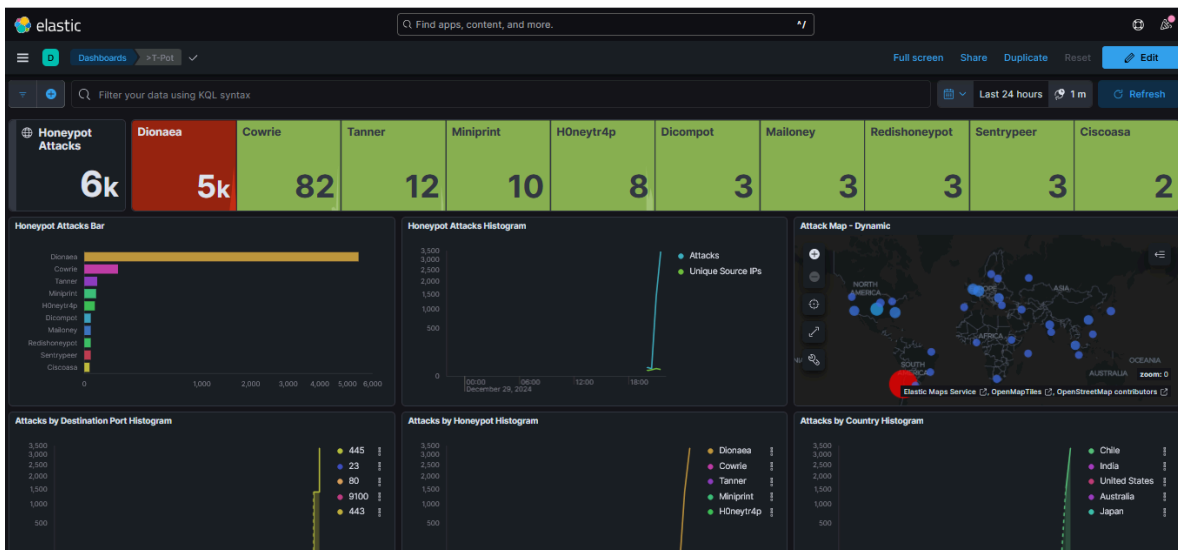 elastic
Find apps, content, and more.
^/
D
Dashboards
>T-Pot
Full screen
Share
Duplicate
Reset
Edit
Filter your data using KQL syntax
Last 24 hours
1 m
Refresh
Honeypot Attacks
6k
Dionaea
5k
Cowrie
82
Tanner
12
Miniprint
10
H0neytr4p
8
Dicompot
3
Mailoney
3
Redishoneypot
3
Sentrypeer
3
Ciscoasa
2
Honeypot Attacks Bar
Dionaea
Cowrie
Tanner
Miniprint
H0neytr4p
Dicompot
Mailoney
Redishoneypot
Sentrypeer
Ciscoasa
0
1,000
2,000
3,000
4,000
5,000
6,000
Honeypot Attacks Histogram
3,500
3,000
2,500
2,000
1,500
1,000
500
0
00:00
December 29, 2024
06:00
12:00
18:00
Attacks
Unique Source IPs
Attack Map - Dynamic
NORTH
AMERICA
ASIA
AFRICA
SOUTH
OCEANIA
AUSTRALIA
zoom: 0
Elastic Maps Service , OpenMapTiles , OpenStreetMap contributors
Attacks by Destination Port Histogram
3,500
3,000
2,500
2,000
1,500
1,000
500
445
23
80
9100
443
Attacks by Honeypot Histogram
3,500
3,000
2,500
2,000
1,500
1,000
500
Dionaea
Cowrie
Tanner
Miniprint
H0neytr4p
Attacks by Country Histogram
3,500
3,000
2,500
2,000
1,500
1,000
500
Chile
India
United States
Australia
Japan